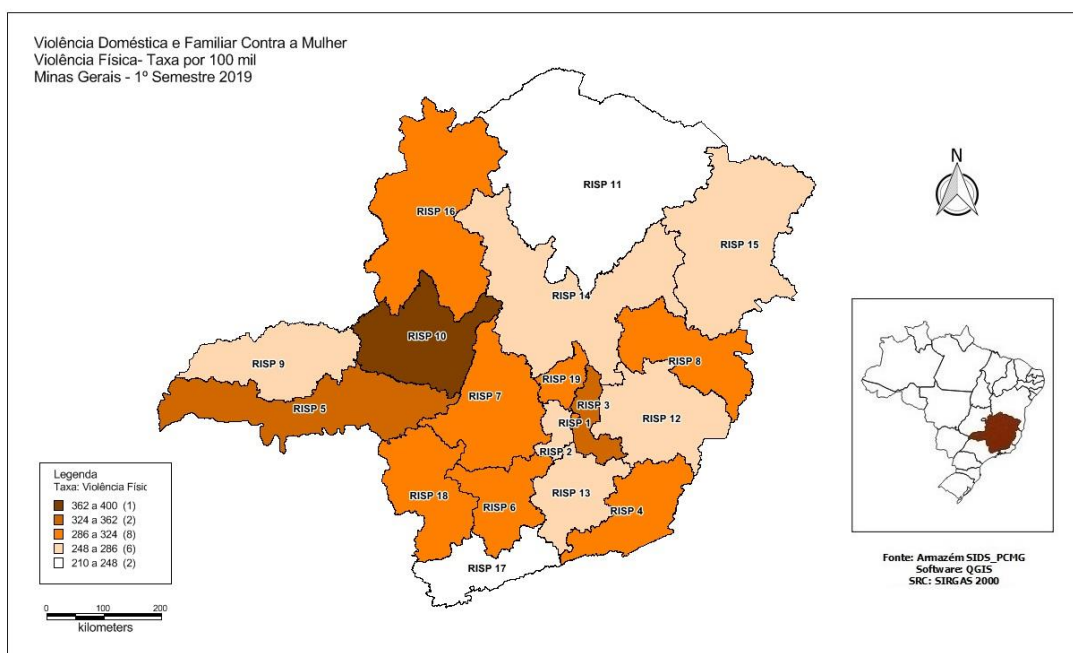 Violência Doméstica e Familiar Contra a Mulher
Violência Física- Taxa por 100 mil
Minas Gerais - 1º Semestre 2019
N
RISP 11
RISP 16
RISP 15
RISP 14
RISP 10
RISP 9
RISP 8
RISP 19
RISP 7
RISP 3
RISP 5
RISP 12
RISP 1
RISP 2
RISP 13
RISP 18
RISP 6
RISP 4
RISP 17
Legenda
Taxa: Violência Físic
362 a 400 (1)
324 a 362 (2)
286 a 324 (8)
248 a 286 (6)
210 a 248 (2)
0 100 200
kilometers
Fonte: Armazém SIDS_PCMG
Software: QGIS
SRC: SIRGAS 2000